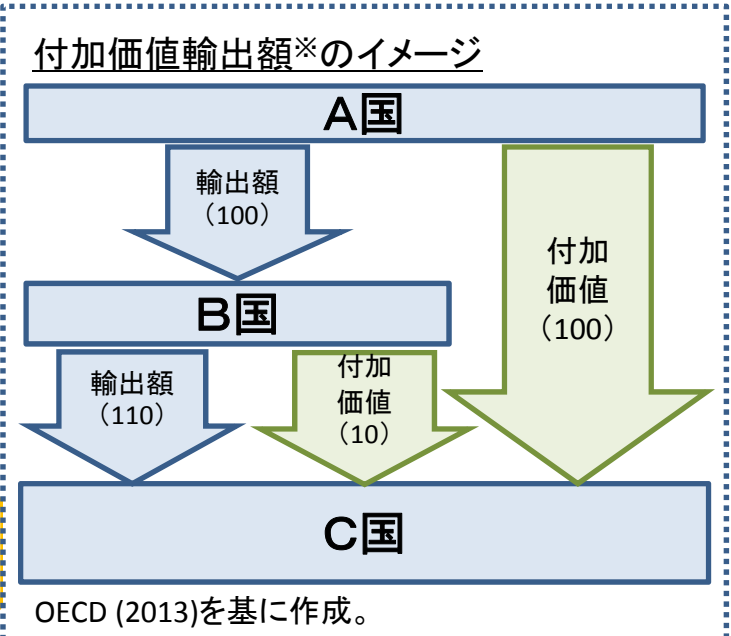 付加価値輸出額※のイメージ
A国
輸出額
（100）
付加
価値
（100）
B国
輸出額
（110）
付加
価値
（10）
C国
OECD (2013)を基に作成。